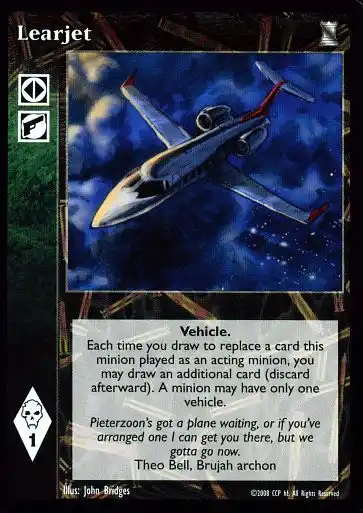 Learjet
Vehicle.
Each time you draw to replace a card this
minion played as an acting minion, you
may draw an additional card (discard
afterward). A minion may have only one
vehicle.
Pieterzoon's got a plane waiting, or if you've
arranged one I can get you there, but we
gotta go now.
Theo Bell, Brujah archon
1
Illus: John Bridges
©2008 CCP hf. All Rights Reserved